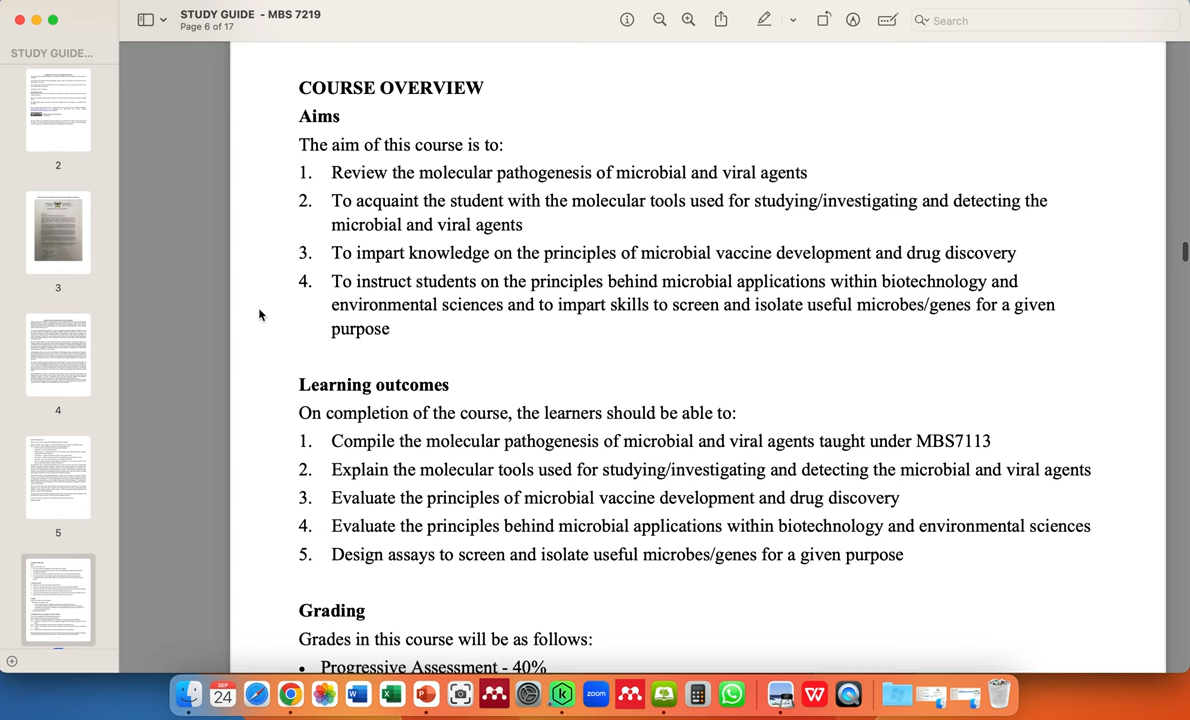 STUDY GUIDE - MBS 7219
Page 6 of 17
Search
STUDY GUIDE...
2
3
4
5
COURSE OVERVIEW
Aims
The aim of this course is to:
1. Review the molecular pathogenesis of microbial and viral agents
2. To acquaint the student with the molecular tools used for studying/investigating and detecting the
microbial and viral agents
3. To impart knowledge on the principles of microbial vaccine development and drug discovery
4. To instruct students on the principles behind microbial applications within biotechnology and
environmental sciences and to impart skills to screen and isolate useful microbes/genes for a given
purpose
Learning outcomes
On completion of the course, the learners should be able to:
1. Compile the molecular pathogenesis of microbial and viral agents taught under MBS7113
2. Explain the molecular tools used for studying/investigating and detecting the microbial and viral agents
3. Evaluate the principles of microbial vaccine development and drug discovery
4. Evaluate the principles behind microbial applications within biotechnology and environmental sciences
5. Design assays to screen and isolate useful microbes/genes for a given purpose
Grading
Grades in this course will be as follows:
• Progressive Assessment - 40%
SEP
24
zoom